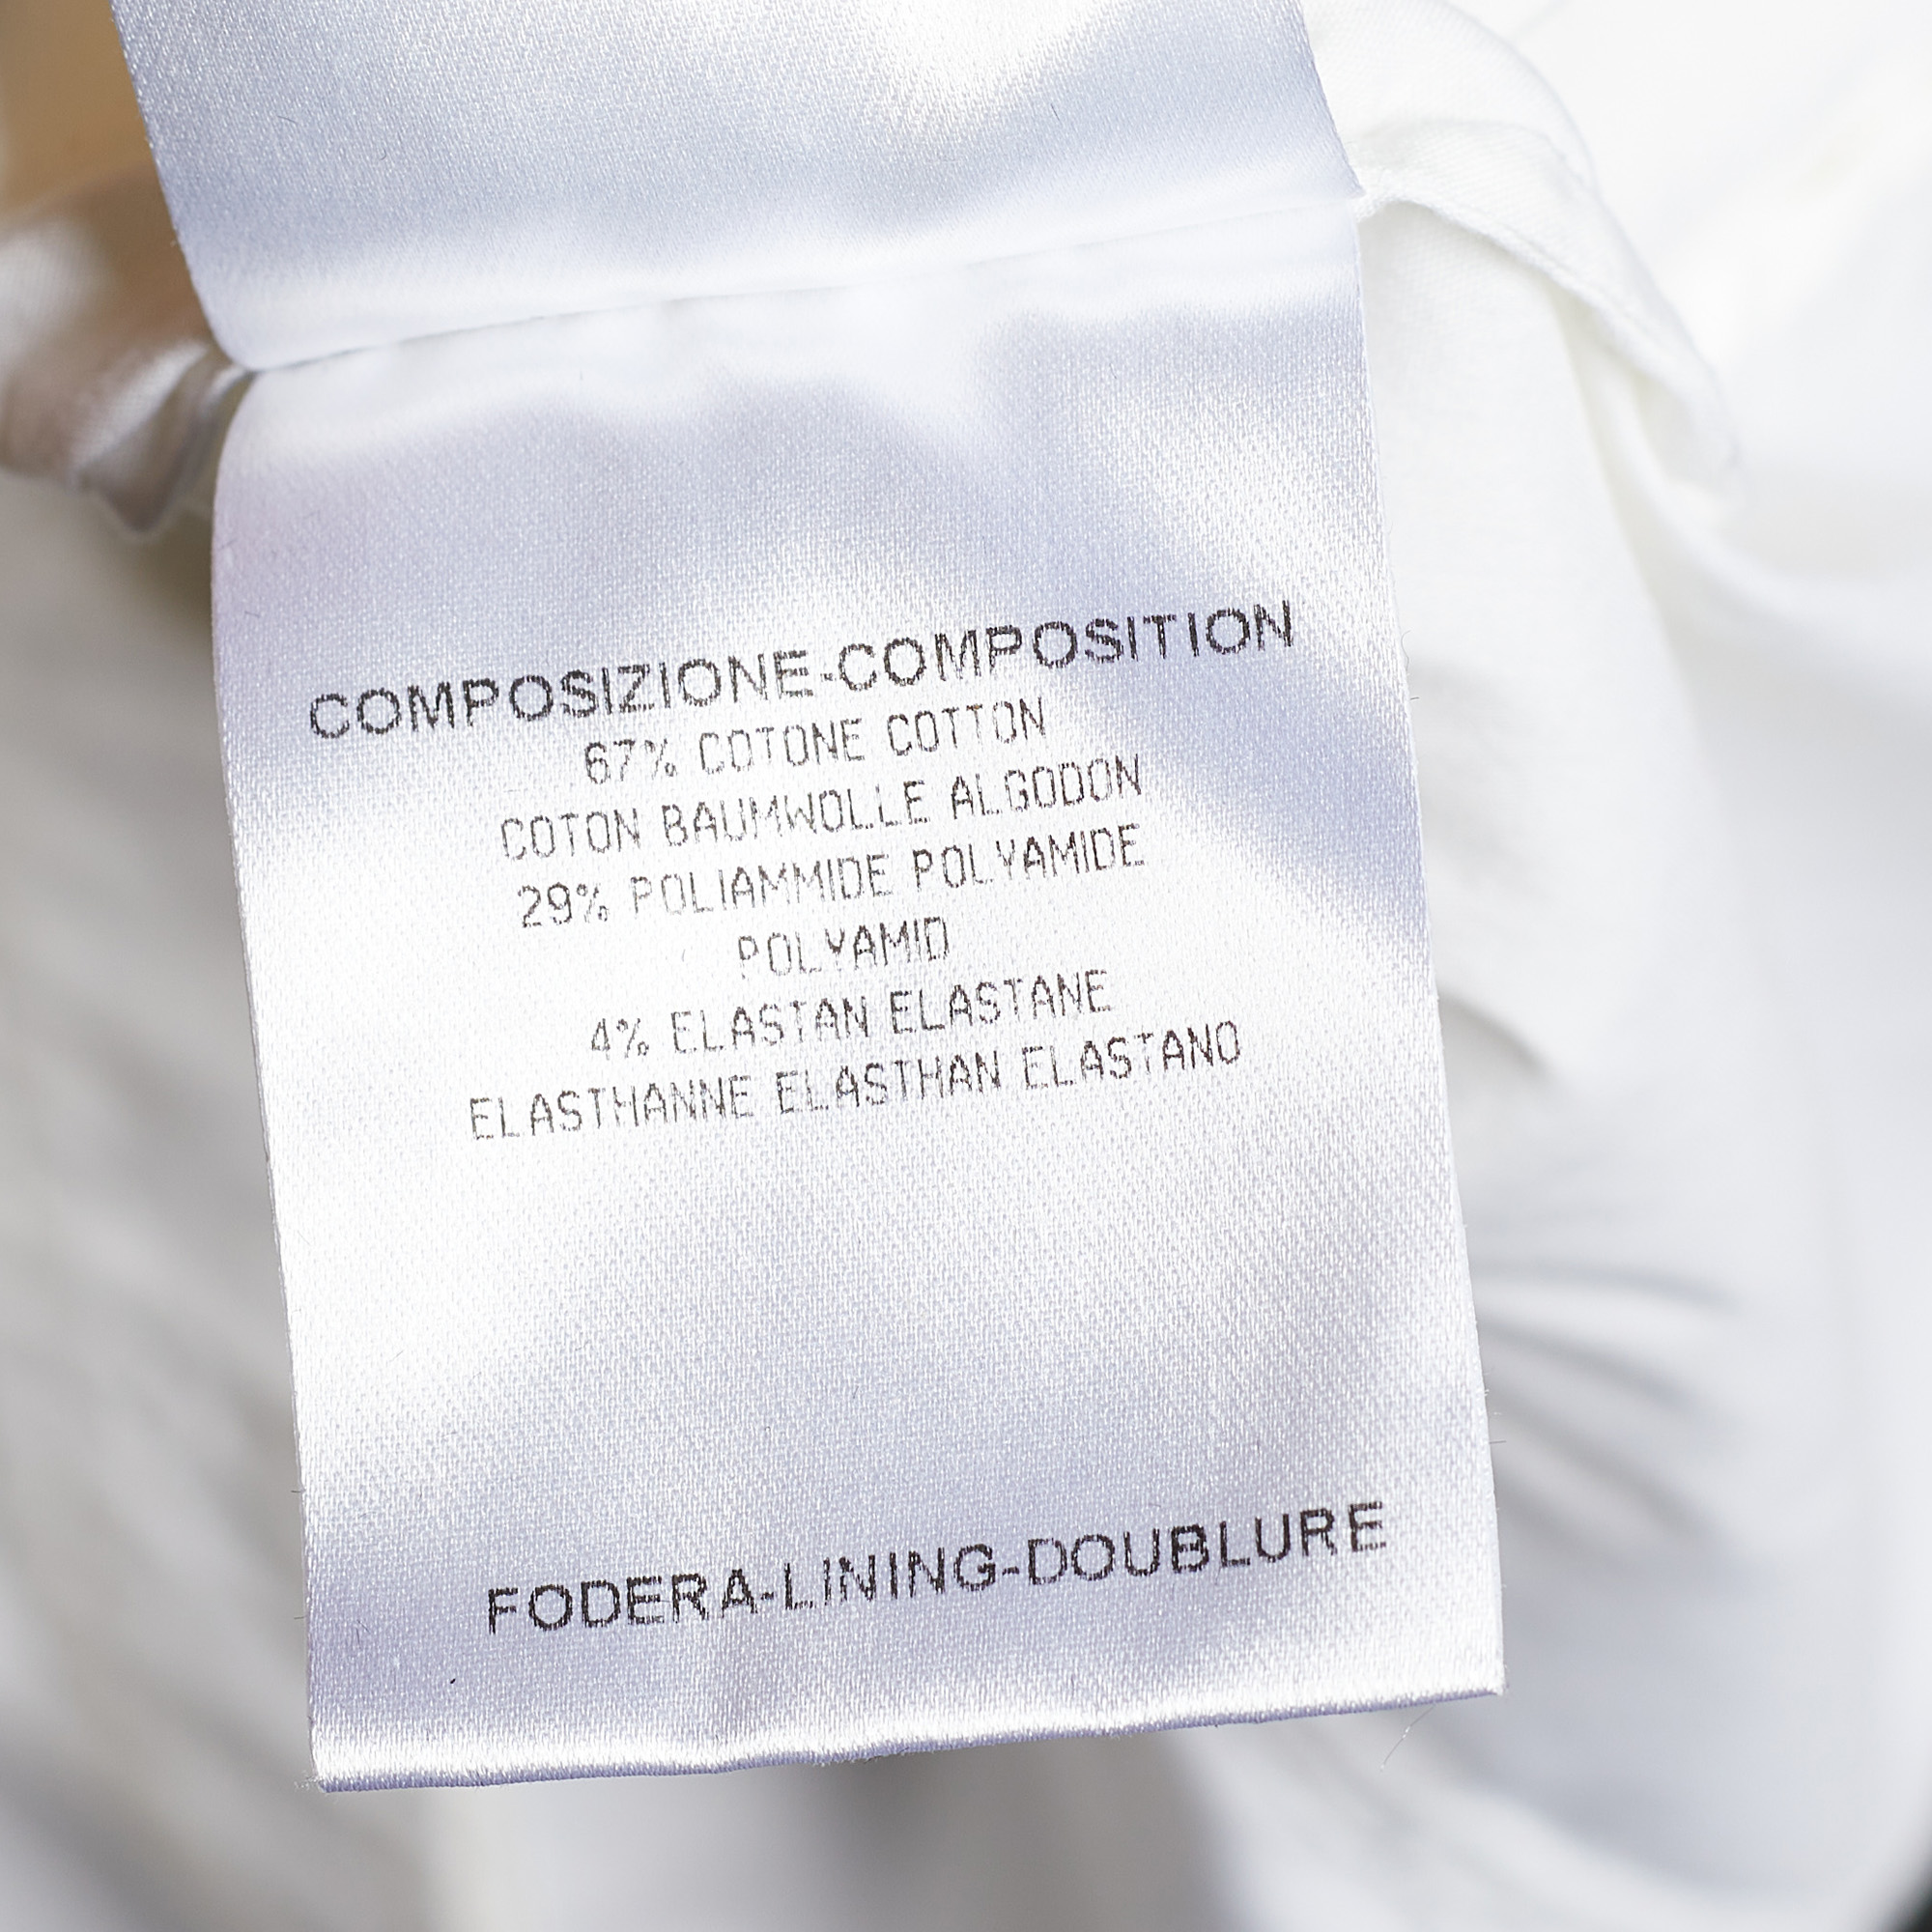 COMPOSIZIONE-COMPOSITION
67% COTONE COTTON
COTON BAUMWOLLE ALGODON
29% POLIAMMIDE POLYAMIDE
POLYAMID
4% ELASTAN ELASTANE
ELASTHANNE ELASTHAN ELASTANO
FODERA-LINING-DOUBLURE